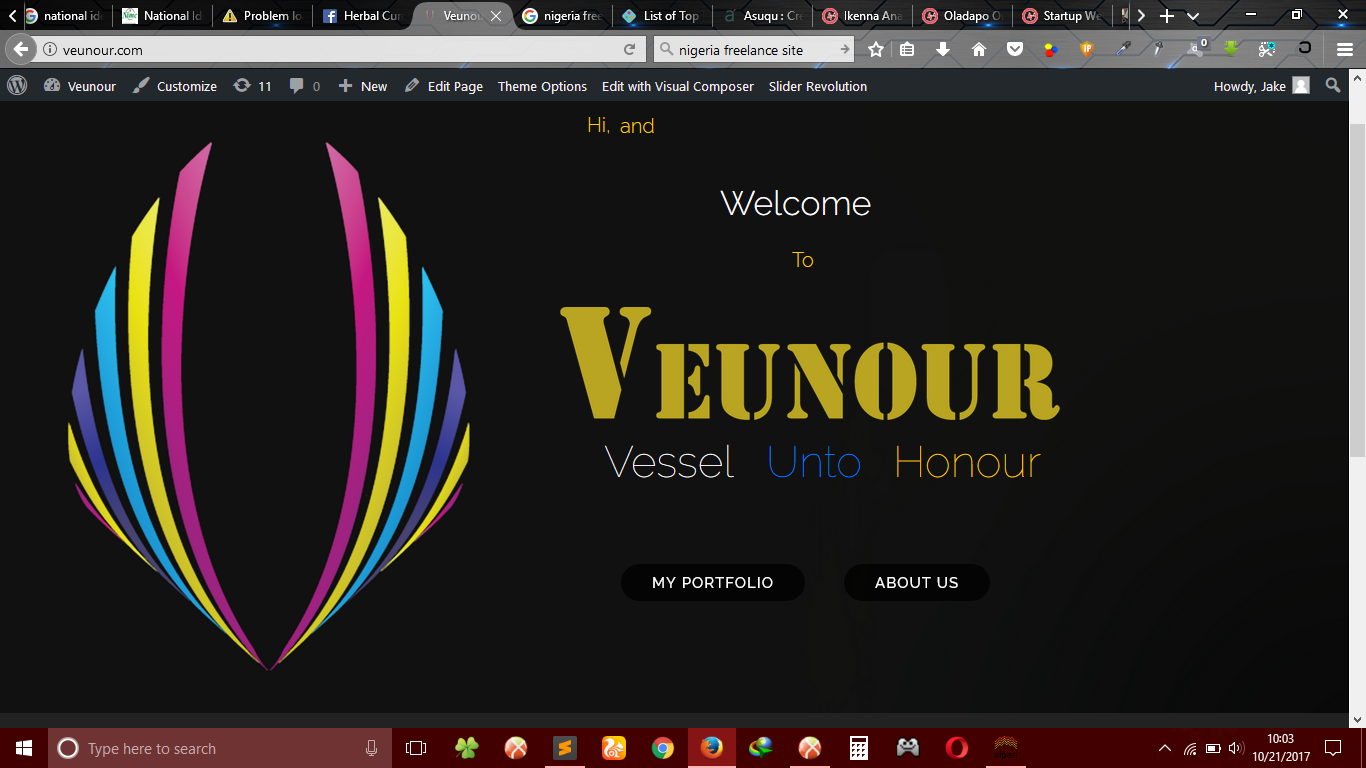 national ide
National Id
Problem lo
Herbal Cur
Veunou
nigeria free
List of Top
Asuqu : Cre
Ikenna Ana
Oladapo O
Startup We
veunour.com
nigeria freelance site
IP
0
Veunour
Customize
11
0
New
Edit Page
Theme Options
Edit with Visual Composer
Slider Revolution
Howdy, Jake
Hi, and
Welcome
To
VEUNOUR
Vessel Unto Honour
MY PORTFOLIO
ABOUT US
Type here to search
10:03
10/21/2017